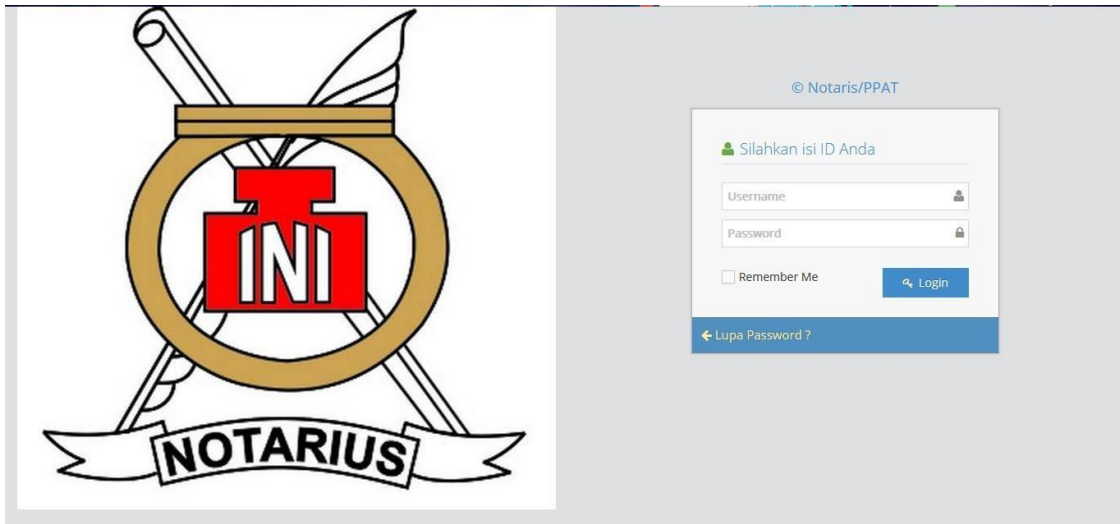 INI
NOTARIUS
© Notaris/PPAT
Silahkan isi ID Anda
Username
Password
Remember Me
Login
Lupa Password ?